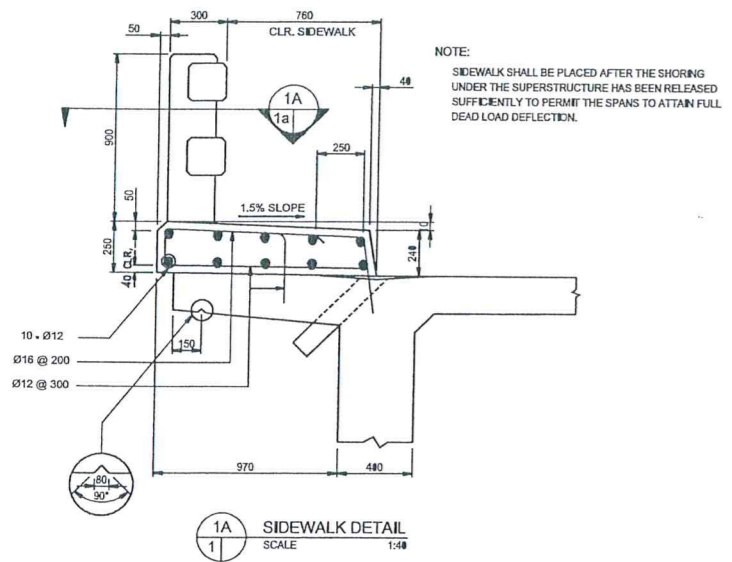 300
760
50
CLR. SIDEWALK
NOTE:
SIDEWALK SHALL BE PLACED AFTER THE SHORING
UNDER THE SUPERSTRUCTURE HAS BEEN RELEASED
SUFFICIENTLY TO PERMIT THE SPANS TO ATTAIN FULL
DEAD LOAD DEFLECTION.
40
1A
1a
900
250
50
1.5% SLOPE
10
250
240
40 CLR.
10 - Ø12
150
Ø16 @ 200
Ø12 @ 300
970
400
80
90°
1A
1
SIDEWALK DETAIL
SCALE 1:40